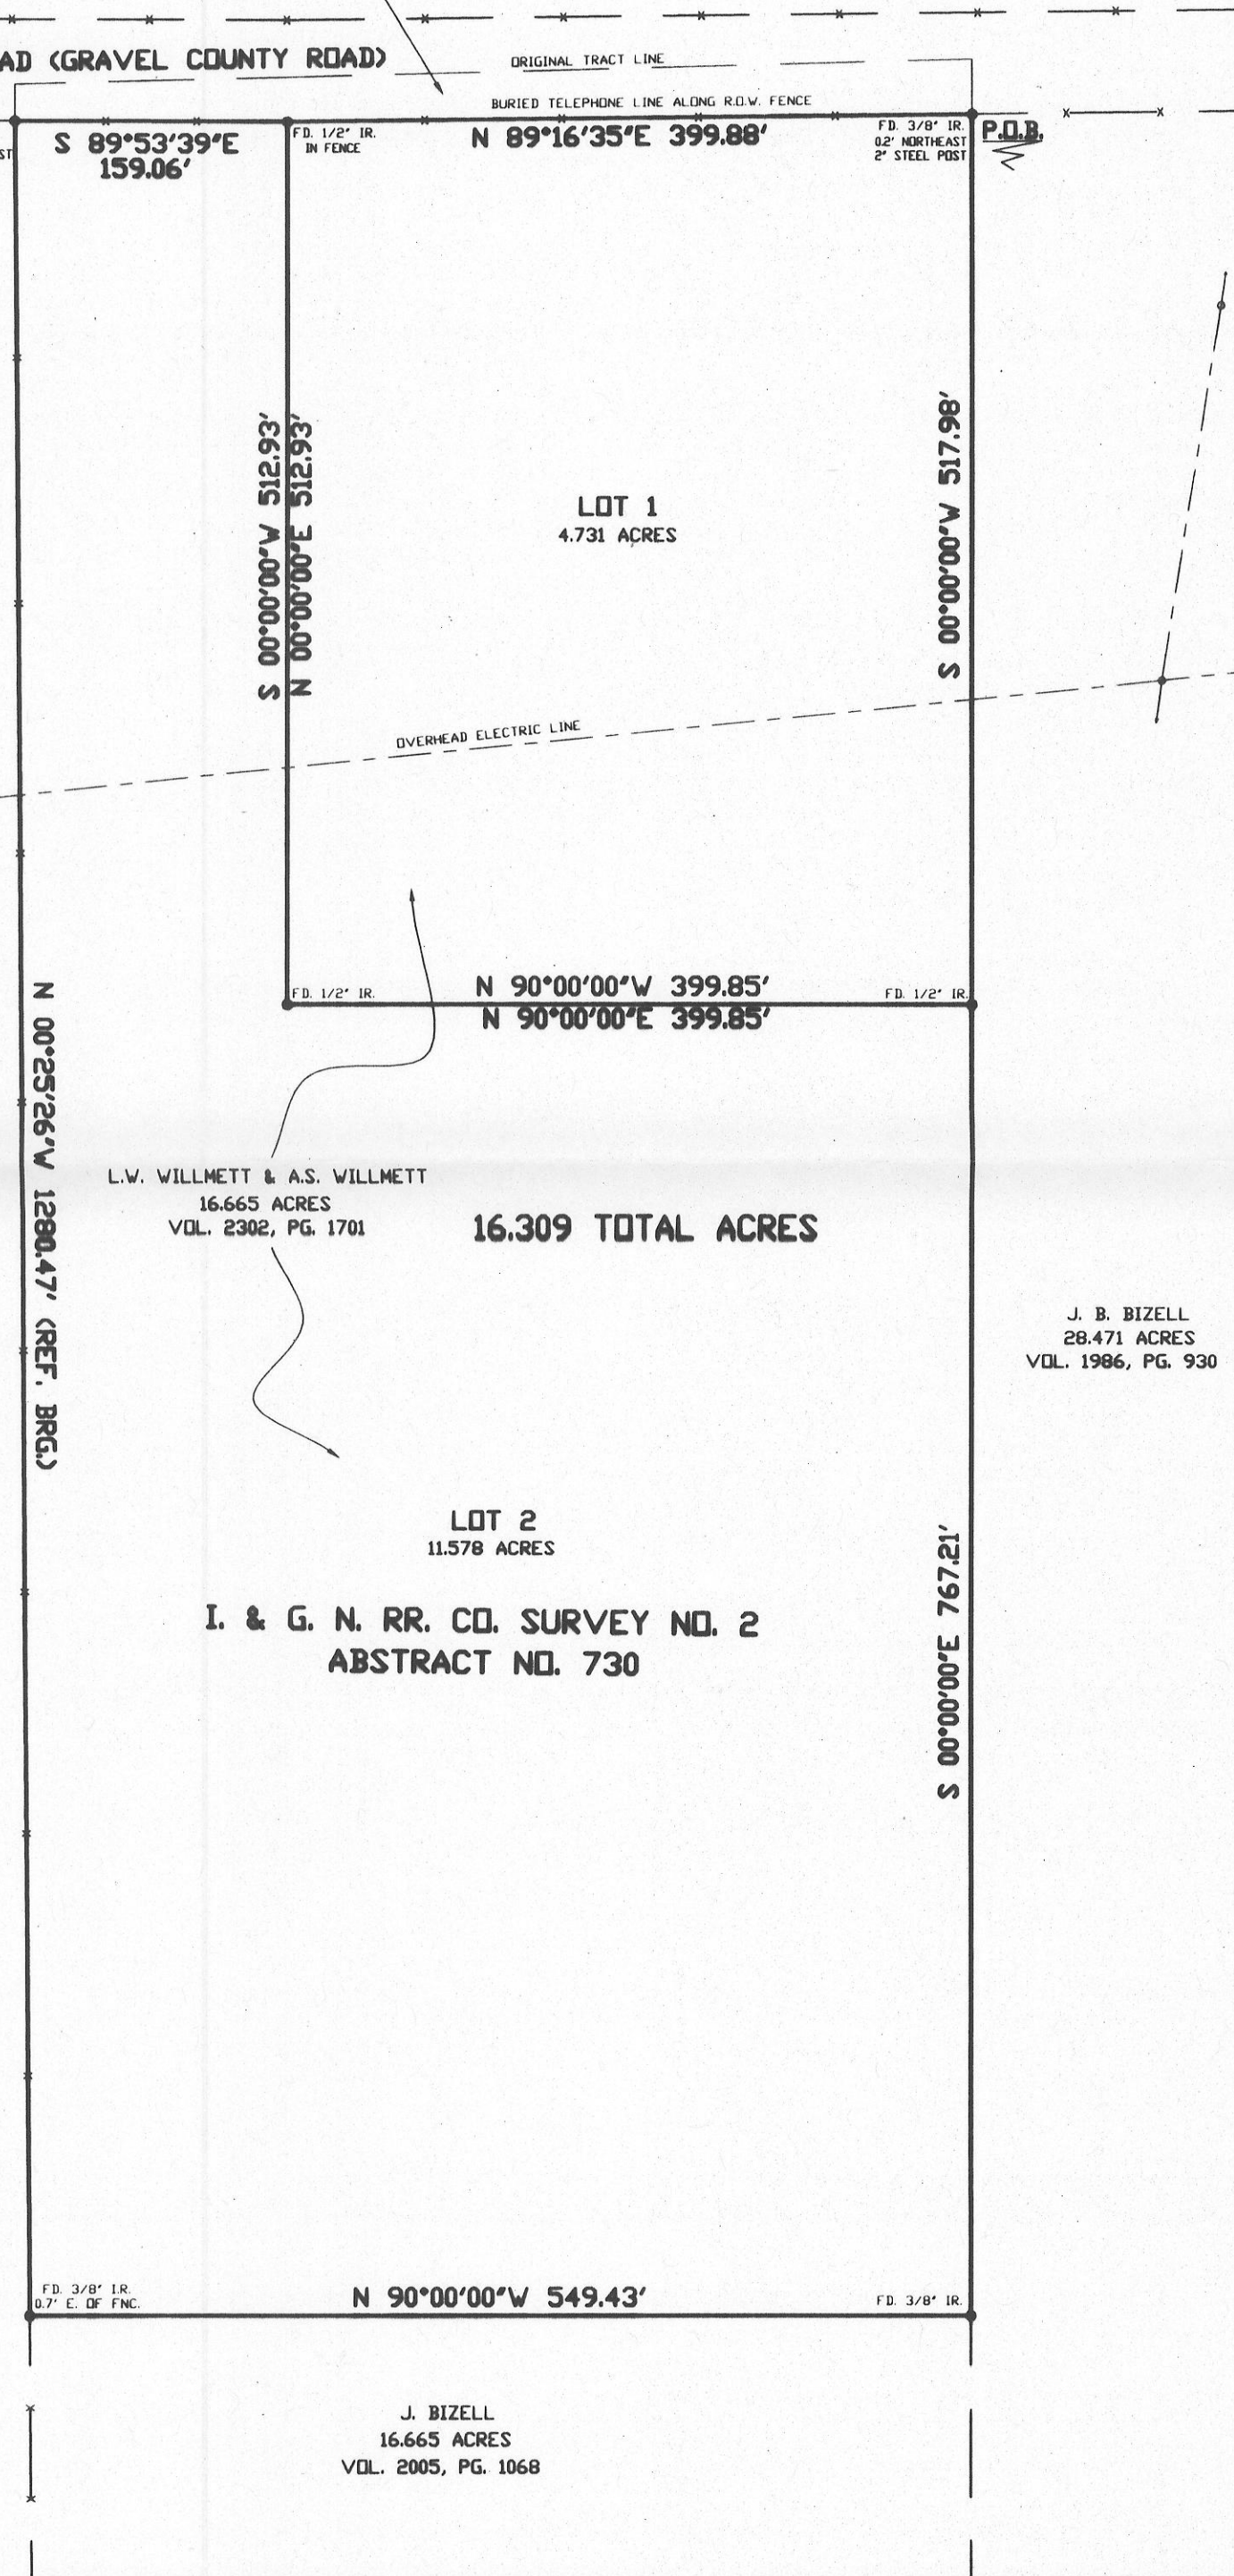 AD (GRAVEL COUNTY ROAD)
ORIGINAL TRACT LINE
BURIED TELEPHONE LINE ALONG R.O.W. FENCE
ST
S 89°53'39"E
159.06'
FD. 1/2" IR.
IN FENCE
N 89°16'35"E 399.88'
FD. 3/8" IR.
0.2' NORTHEAST
2" STEEL POST
P.O.B.
S 00°00'00"W 512.93'
N 00°00'00"E 512.93'
LOT 1
4.731 ACRES
S 00°00'00"W 517.98'
OVERHEAD ELECTRIC LINE
FD. 1/2" IR.
N 90°00'00"W 399.85'
FD. 1/2" IR.
N 90°00'00"E 399.85'
N 00°25'26"W 1280.47' (REF. BRG.)
L.W. WILLMETT & A.S. WILLMETT
16.665 ACRES
VOL. 2302, PG. 1701
16.309 TOTAL ACRES
J. B. BIZELL
28.471 ACRES
VOL. 1986, PG. 930
LOT 2
11.578 ACRES
I. & G. N. RR. CO. SURVEY NO. 2
ABSTRACT NO. 730
S 00°00'00"E 767.21'
FD. 3/8" I.R.
0.7' E. OF FNC.
N 90°00'00"W 549.43'
FD. 3/8" IR.
J. BIZELL
16.665 ACRES
VOL. 2005, PG. 1068